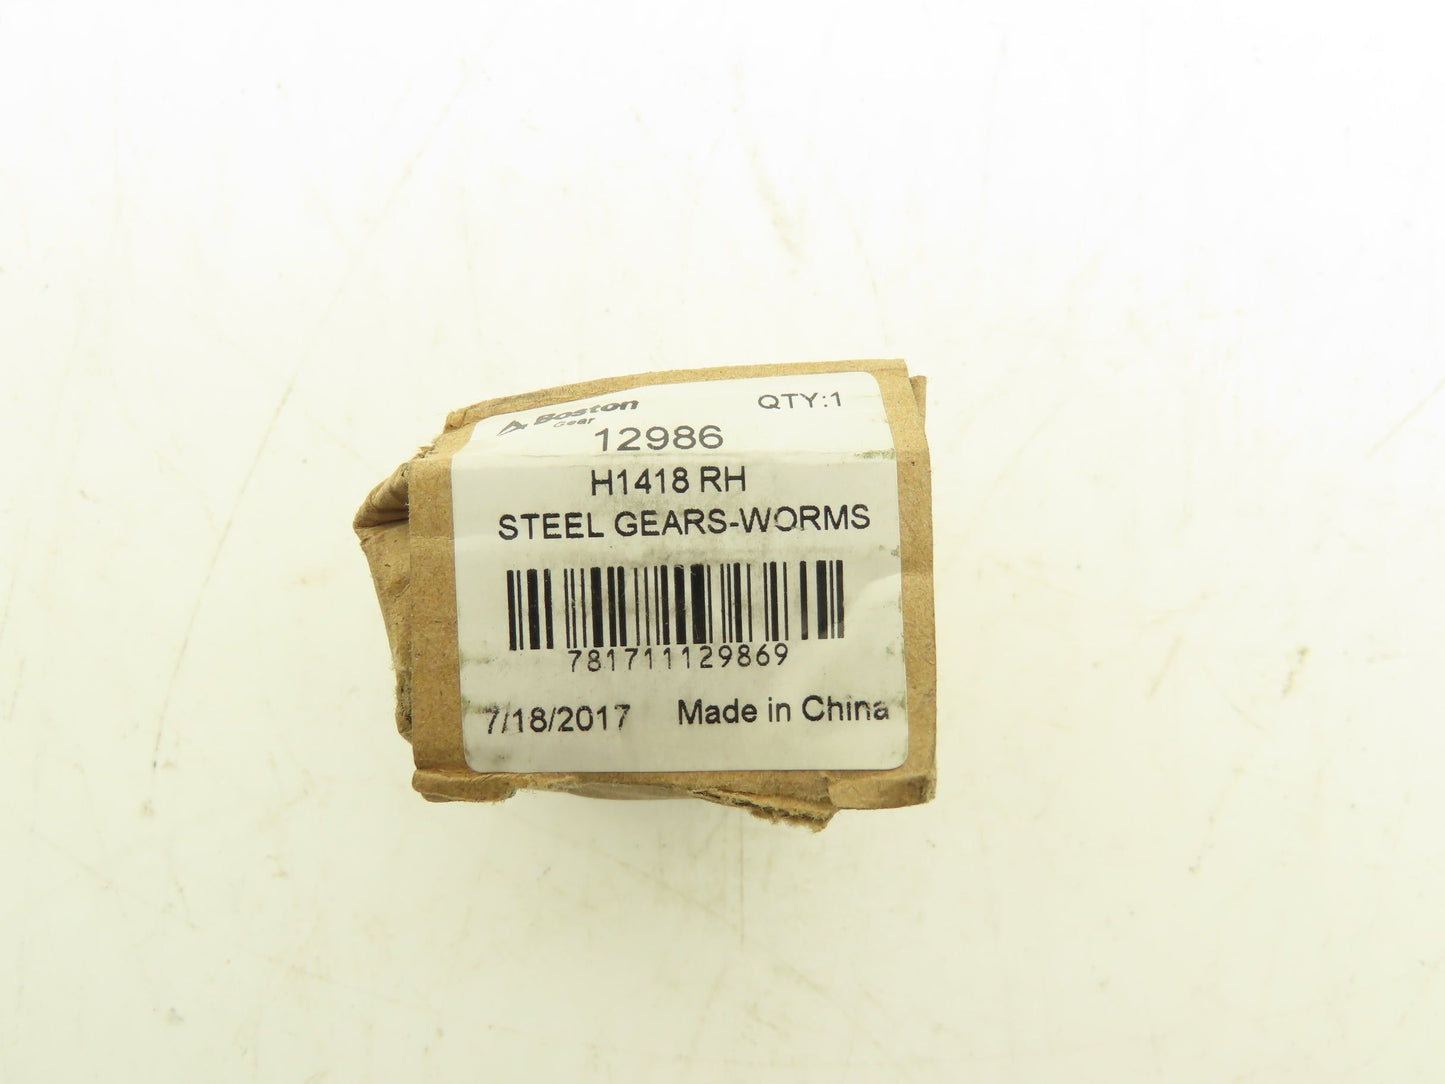 Boston QTY:1
Gear
12986
H1418 RH
STEEL GEARS-WORMS
781711129869
7/18/2017 Made in China